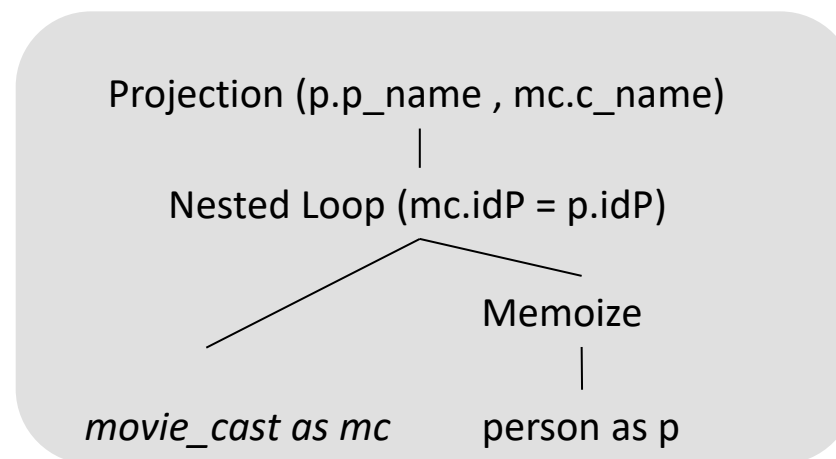 Projection (p.p_name , mc.c_name)
Nested Loop (mc.idP = p.idP)
Memoize
movie_cast as mc
person as p